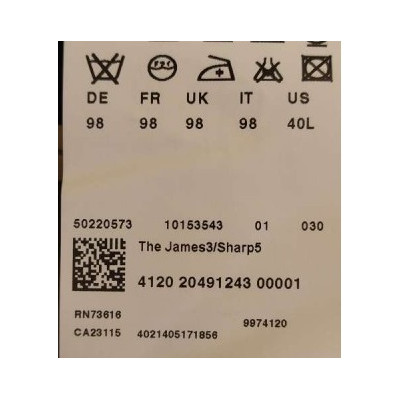 DE FR UK IT US
98 98 98 98 40L
50220573 10153543 01 030
The James3/Sharp5
4120 20491243 00001
RN73616
9974120
CA23115 4021405171856